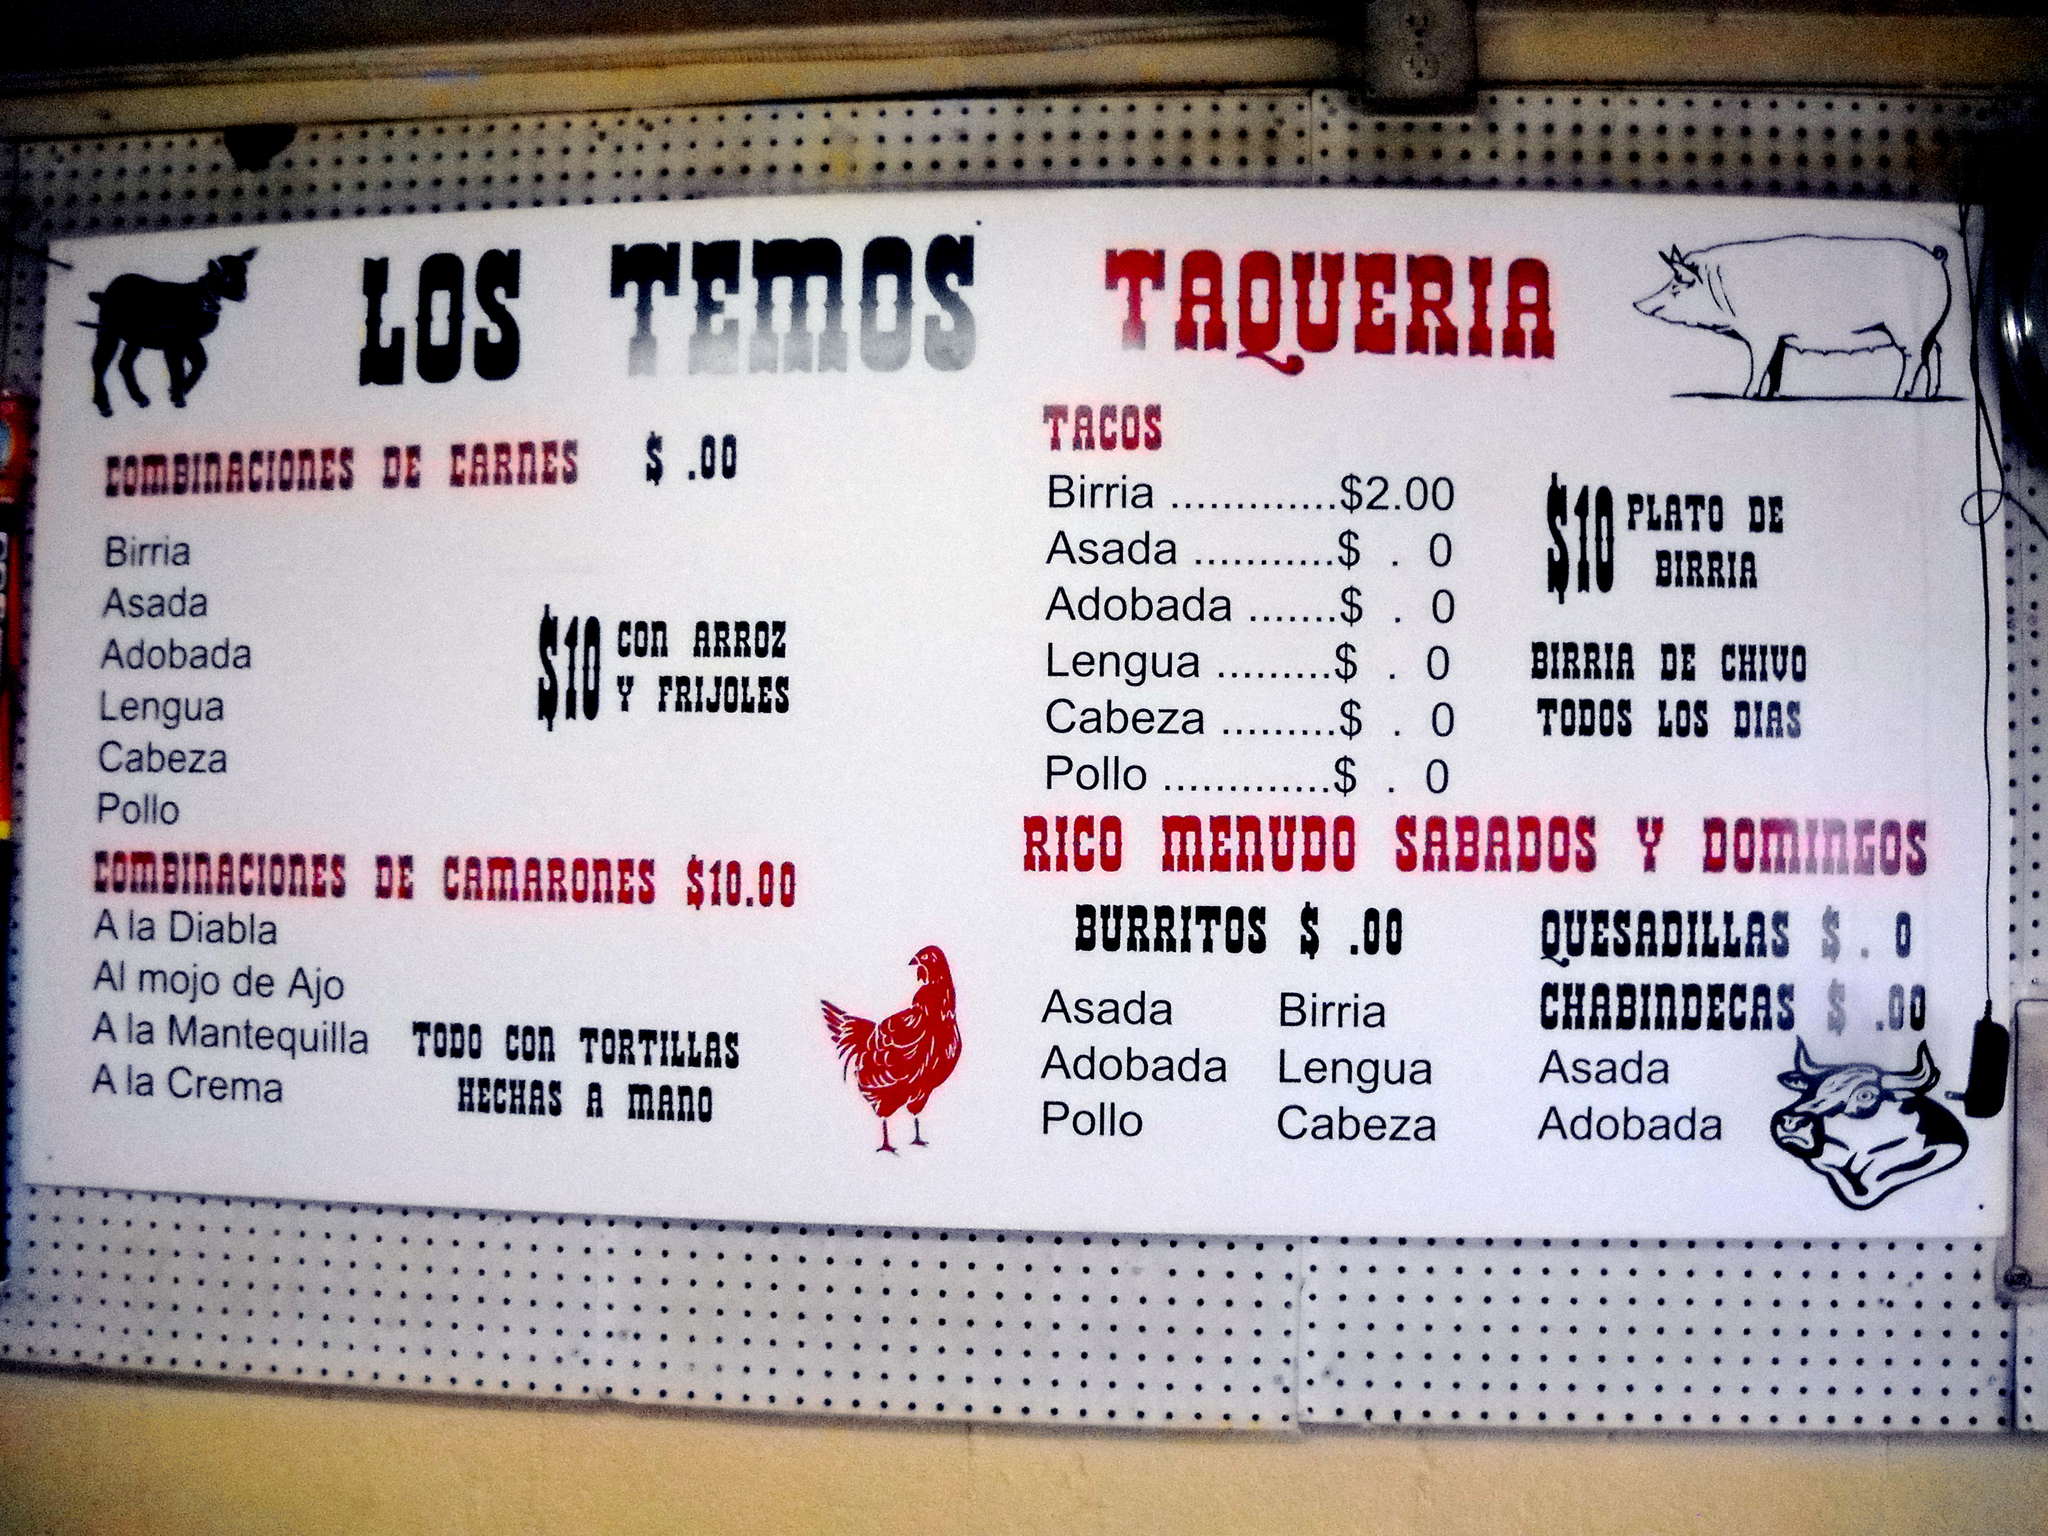 LOS TEMOS TAQUERIA
COMBINACIONES DE CARNES $ .00
Birria
Asada
Adobada
Lengua
Cabeza
Pollo
$10 CON ARROZ
Y FRIJOLES
COMBINACIONES DE CAMARONES $10.00
A la Diabla
Al mojo de Ajo
A la Mantequilla
A la Crema
TODO CON TORTILLAS
HECHAS A MANO
TACOS
Birria .............$2.00
Asada ...........$ . 0
Adobada .......$ . 0
Lengua .........$ . 0
Cabeza .........$ . 0
Pollo .............$ . 0
$10 PLATO DE
BIRRIA
BIRRIA DE CHIVO
TODOS LOS DIAS
RICO MENUDO SABADOS Y DOMINGOS
BURRITOS $ .00
Asada Birria
Adobada Lengua
Pollo Cabeza
QUESADILLAS $ . 0
CHABINDECAS $ .00
Asada
Adobada